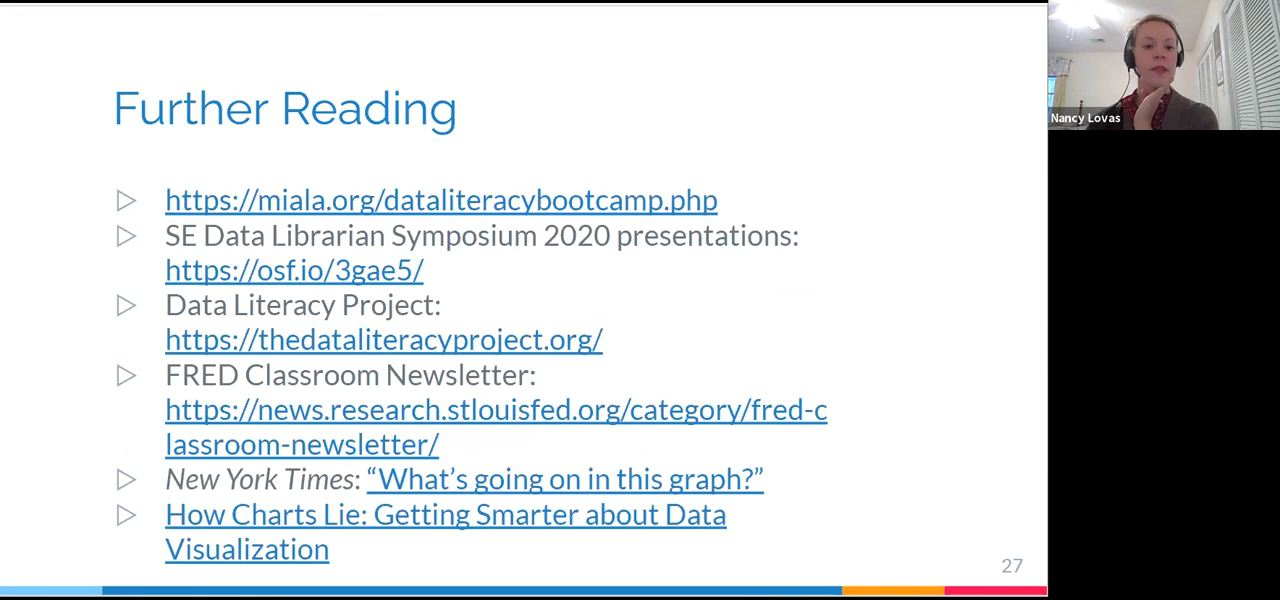 Further Reading
https://miala.org/dataliteracybootcamp.php
SE Data Librarian Symposium 2020 presentations:
https://osf.io/3gae5/
Data Literacy Project:
https://thedataliteracyproject.org/
FRED Classroom Newsletter:
https://news.research.stlouisfed.org/category/fred-c
lassroom-newsletter/
New York Times: “What’s going on in this graph?”
How Charts Lie: Getting Smarter about Data
Visualization
27
Nancy Lovas